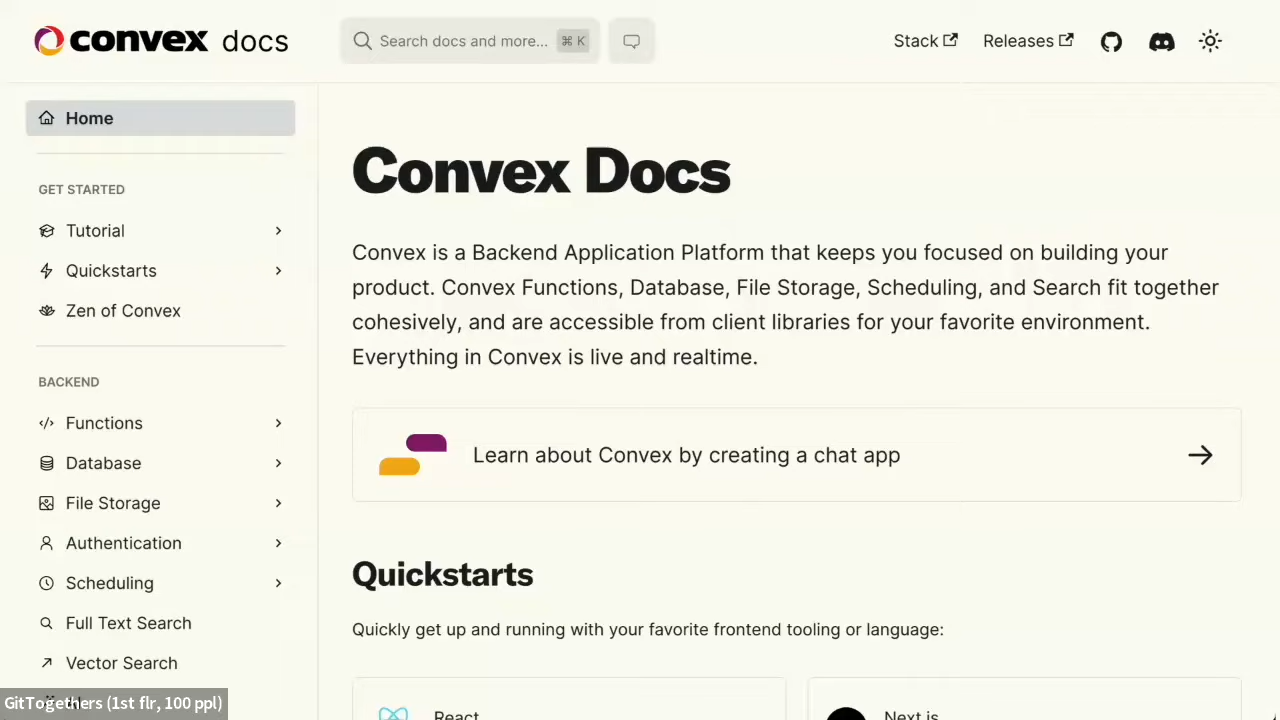 convex docs
Search docs and more... ⌘ K
Stack
Releases
Home
GET STARTED
Tutorial
Quickstarts
Zen of Convex
BACKEND
Functions
Database
File Storage
Authentication
Scheduling
Full Text Search
Vector Search
GitTogethers (1st flr, 100 ppl)
Convex Docs
Convex is a Backend Application Platform that keeps you focused on building your
product. Convex Functions, Database, File Storage, Scheduling, and Search fit together
cohesively, and are accessible from client libraries for your favorite environment.
Everything in Convex is live and realtime.
Learn about Convex by creating a chat app
Quickstarts
Quickly get up and running with your favorite frontend tooling or language:
React
Next.js